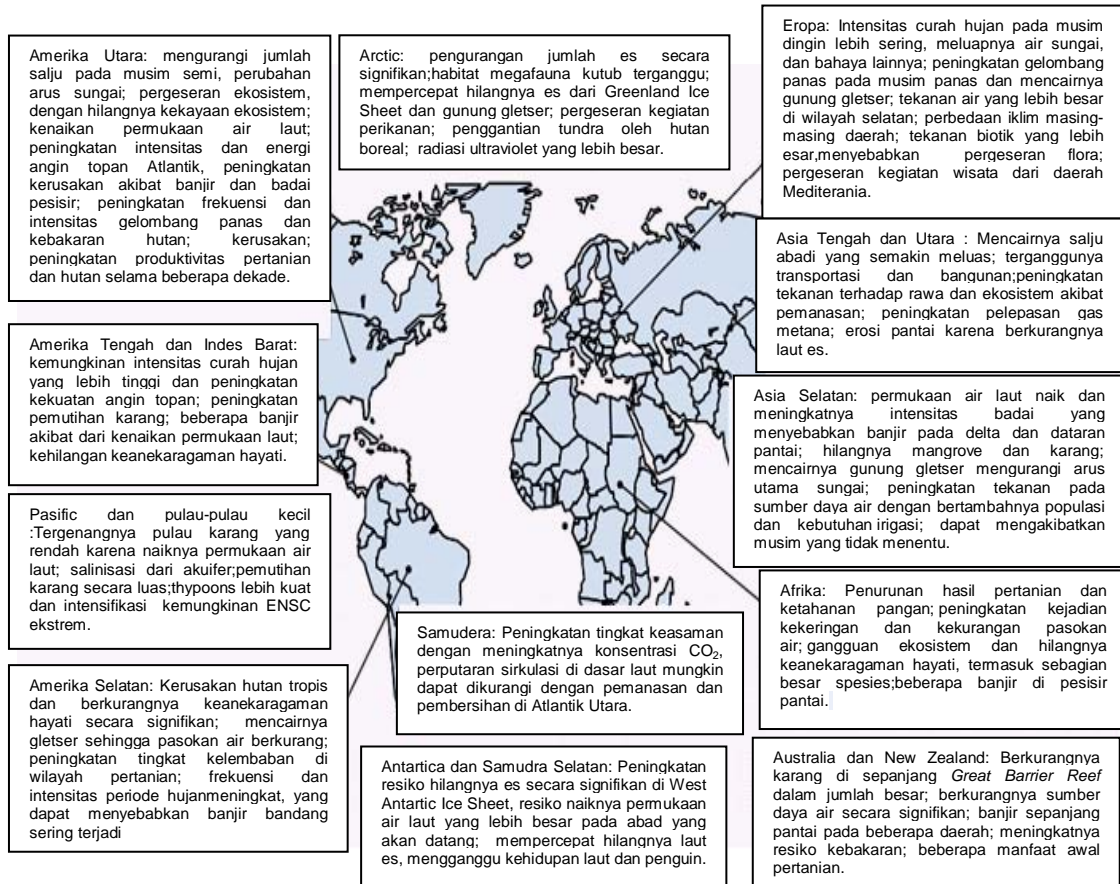 Amerika Utara: mengurangi jumlah
salju pada musim semi, perubahan
arus sungai; pergeseran ekosistem,
dengan hilangnya kekayaan ekosistem;
kenaikan permukaan air laut;
peningkatan intensitas dan energi
angin topan Atlantik, peningkatan
kerusakan akibat banjir dan badai
pesisir; peningkatan frekuensi dan
intensitas gelombang panas dan
kebakaran hutan; kerusakan;
peningkatan produktivitas pertanian
dan hutan selama beberapa dekade.
Arctic: pengurangan jumlah es secara
signifikan;habitat megafauna kutub terganggu;
mempercepat hilangnya es dari Greenland Ice
Sheet dan gunung gletser; pergeseran kegiatan
perikanan; penggantian tundra oleh hutan
boreal; radiasi ultraviolet yang lebih besar.
Eropa: Intensitas curah hujan pada musim
dingin lebih sering, meluapnya air sungai,
dan bahaya lainnya; peningkatan gelombang
panas pada musim panas dan mencairnya
gunung gletser; tekanan air yang lebih besar
di wilayah selatan; perbedaan iklim masing-
masing daerah; tekanan biotik yang lebih
esar,menyebabkan pergeseran flora;
pergeseran kegiatan wisata dari daerah
Mediterania.
Asia Tengah dan Utara : Mencairnya salju
abadi yang semakin meluas; terganggunya
transportasi dan bangunan;peningkatan
tekanan terhadap rawa dan ekosistem akibat
pemanasan; peningkatan pelepasan gas
metana; erosi pantai karena berkurangnya
laut es.
Amerika Tengah dan Indes Barat:
kemungkinan intensitas curah hujan
yang lebih tinggi dan peningkatan
kekuatan angin topan; peningkatan
pemutihan karang; beberapa banjir
akibat dari kenaikan permukaan laut;
kehilangan keanekaragaman hayati.
Asia Selatan: permukaan air laut naik dan
meningkatnya intensitas badai yang
menyebabkan banjir pada delta dan dataran
pantai; hilangnya mangrove dan karang;
mencairnya gunung gletser mengurangi arus
utama sungai; peningkatan tekanan pada
sumber daya air dengan bertambahnya populasi
dan kebutuhan irigasi; dapat mengakibatkan
musim yang tidak menentu.
Pasific dan pulau-pulau kecil
:Tergenangnya pulau karang yang
rendah karena naiknya permukaan air
laut; salinisasi dari akuifer;pemutihan
karang secara luas;thypoons lebih kuat
dan intensifikasi kemungkinan ENSC
ekstrem.
Afrika: Penurunan hasil pertanian dan
ketahanan pangan; peningkatan kejadian
kekeringan dan kekurangan pasokan
air; gangguan ekosistem dan hilangnya
keanekaragaman hayati, termasuk sebagian
besar spesies;beberapa banjir di pesisir
pantai.
Samudera: Peningkatan tingkat keasaman
dengan meningkatnya konsentrasi CO₂,
perputaran sirkulasi di dasar laut mungkin
dapat dikurangi dengan pemanasan dan
pembersihan di Atlantik Utara.
Amerika Selatan: Kerusakan hutan tropis
dan berkurangnya keanekaragaman
hayati secara signifikan; mencairnya
gletser sehingga pasokan air berkurang;
peningkatan tingkat kelembaban di
wilayah pertanian; frekuensi dan
intensitas periode hujanmeningkat, yang
dapat menyebabkan banjir bandang
sering terjadi
Antartica dan Samudra Selatan: Peningkatan
resiko hilangnya es secara signifikan di West
Antartic Ice Sheet, resiko naiknya permukaan
air laut yang lebih besar pada abad yang
akan datang; mempercepat hilangnya laut
es, mengganggu kehidupan laut dan penguin.
Australia dan New Zealand: Berkurangnya
karang di sepanjang Great Barrier Reef
dalam jumlah besar; berkurangnya sumber
daya air secara signifikan; banjir sepanjang
pantai pada beberapa daerah; meningkatnya
resiko kebakaran; beberapa manfaat awal
pertanian.